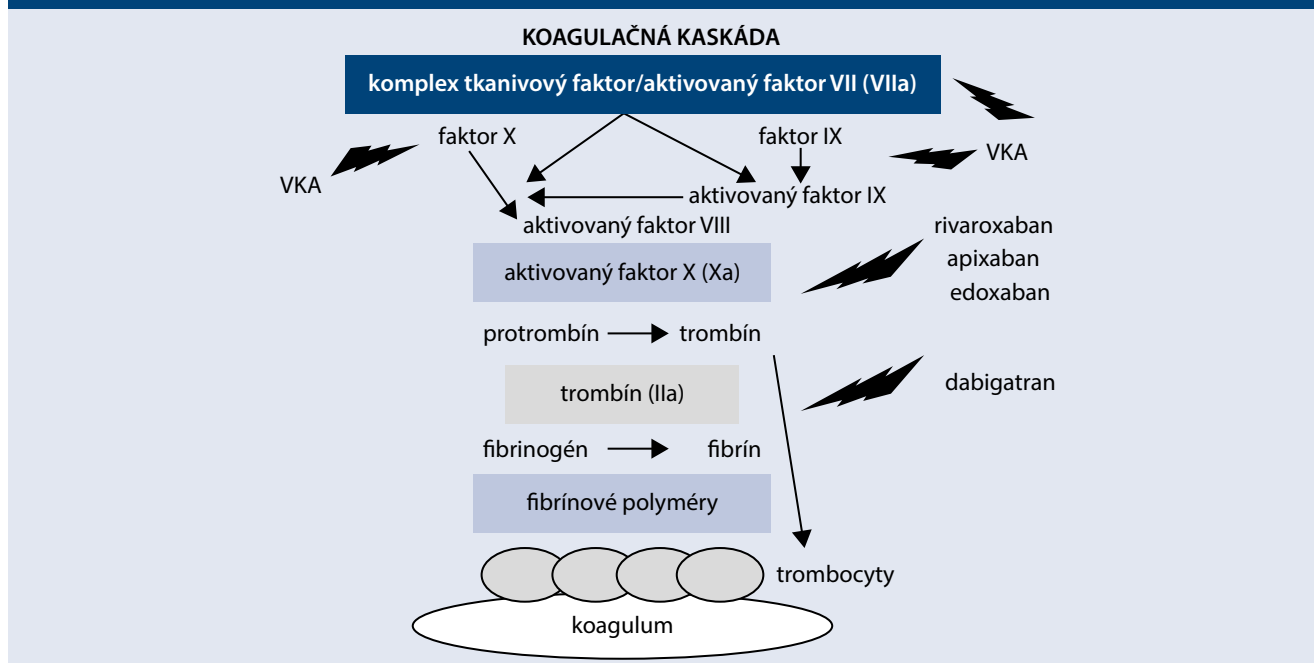 KOAGULAČNÁ KASKÁDA
komplex tkanivový faktor/aktivovaný faktor VII (VIIa)
faktor X
faktor IX
VKA
VKA
aktivovaný faktor IX
aktivovaný faktor VIII
rivaroxaban
apixaban
edoxaban
aktivovaný faktor X (Xa)
protrombín trombín
trombín (IIa)
dabigatran
fibrinogén fibrín
fibrínové polyméry
trombocyty
koagulum